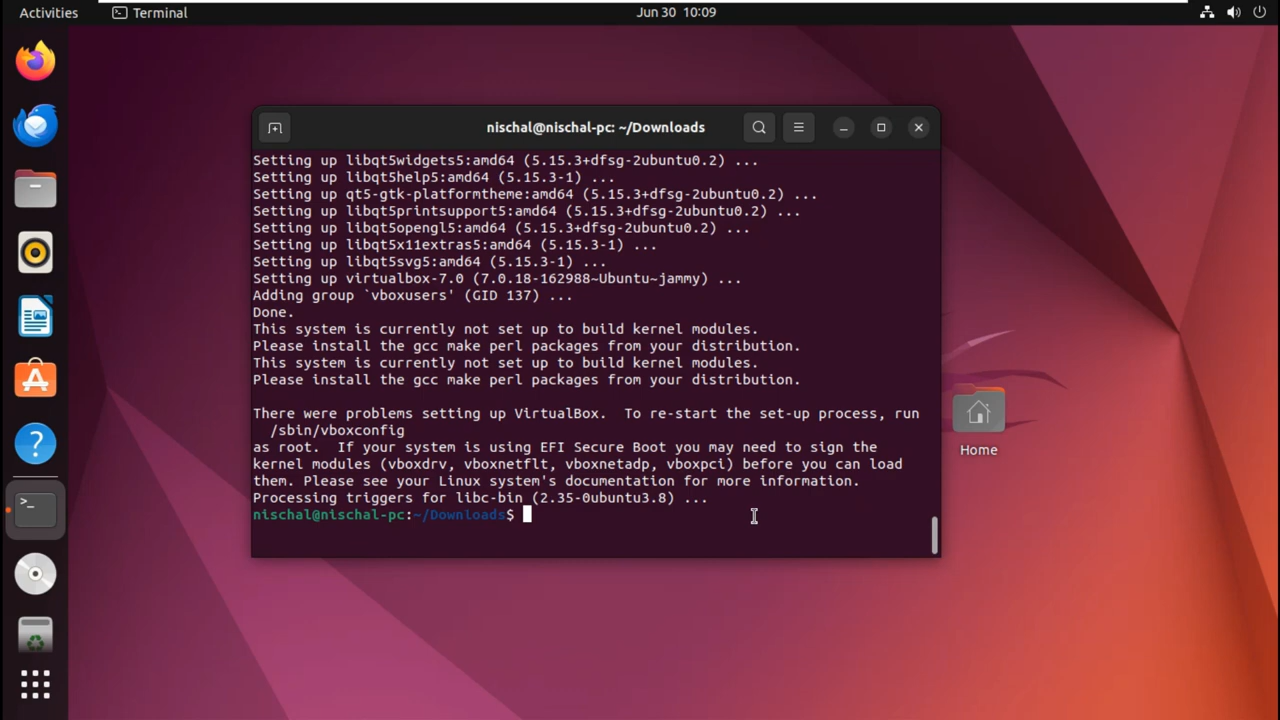 Activities
Terminal
Jun 30 10:09
nischal@nischal-pc: ~/Downloads
Setting up libqt5widgets5:amd64 (5.15.3+dfsg-2ubuntu0.2) ...
Setting up libqt5help5:amd64 (5.15.3-1) ...
Setting up qt5-gtk-platformtheme:amd64 (5.15.3+dfsg-2ubuntu0.2) ...
Setting up libqt5printsupport5:amd64 (5.15.3+dfsg-2ubuntu0.2) ...
Setting up libqt5opengl5:amd64 (5.15.3+dfsg-2ubuntu0.2) ...
Setting up libqt5x11extras5:amd64 (5.15.3-1) ...
Setting up libqt5svg5:amd64 (5.15.3-1) ...
Setting up virtualbox-7.0 (7.0.18-162988~Ubuntu~jammy) ...
Adding group `vboxusers' (GID 137) ...
Done.
This system is currently not set up to build kernel modules.
Please install the gcc make perl packages from your distribution.
This system is currently not set up to build kernel modules.
Please install the gcc make perl packages from your distribution.
There were problems setting up VirtualBox.  To re-start the set-up process, run
  /sbin/vboxconfig
as root.  If your system is using EFI Secure Boot you may need to sign the
kernel modules (vboxdrv, vboxnetflt, vboxnetadp, vboxpci) before you can load
them. Please see your Linux system's documentation for more information.
Processing triggers for libc-bin (2.35-0ubuntu3.8) ...
nischal@nischal-pc:~/Downloads$
Home